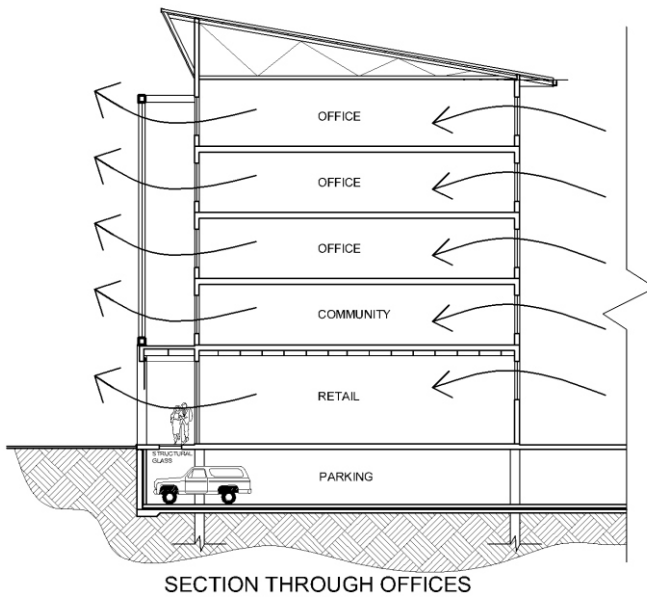 OFFICE
OFFICE
OFFICE
COMMUNITY
RETAIL
STRUCTURAL
GLASS
PARKING
SECTION THROUGH OFFICES